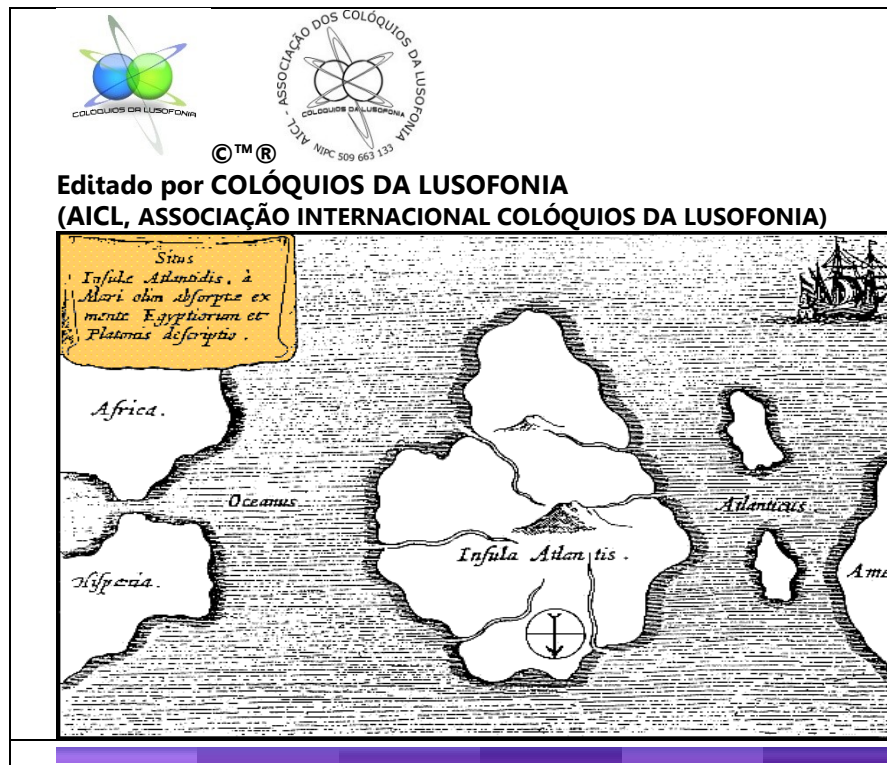 COLÓQUIOS DA LUSOFONIA
AICL - ASSOCIAÇÃO DOS COLÓQUIOS DA LUSOFONIA
COLOQUIOS DA LUSOFONIA
NIPC 509 663 133
©™®
Editado por COLÓQUIOS DA LUSOFONIA
(AICL, ASSOCIAÇÃO INTERNACIONAL COLÓQUIOS DA LUSOFONIA)
Situs
Insulæ Atlantidis, à
Mari olim absorptæ ex
mente Egyptiorum et
Platonis descriptio.
Africa.
Oceanus
Atlanticus
Insula Atlantis.
Hispania.
Ame